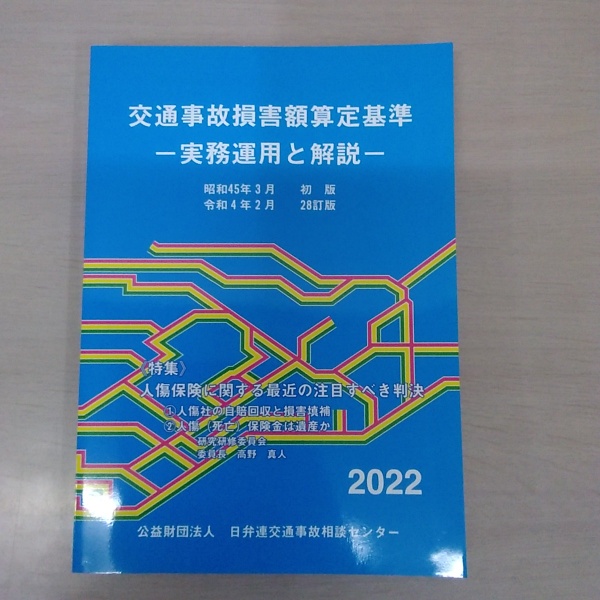 交通事故損害額算定基準
－実務運用と解説－
昭和45年3月 初 版
令和4年2月 28訂版
《特集》
人傷保険に関する最近の注目すべき判決
①人傷社の自賠回収と損害填補
②人傷（死亡）保険金は遺産か
研究研修委員会
委員長 高野 真人
2022
公益財団法人 日弁連交通事故相談センター